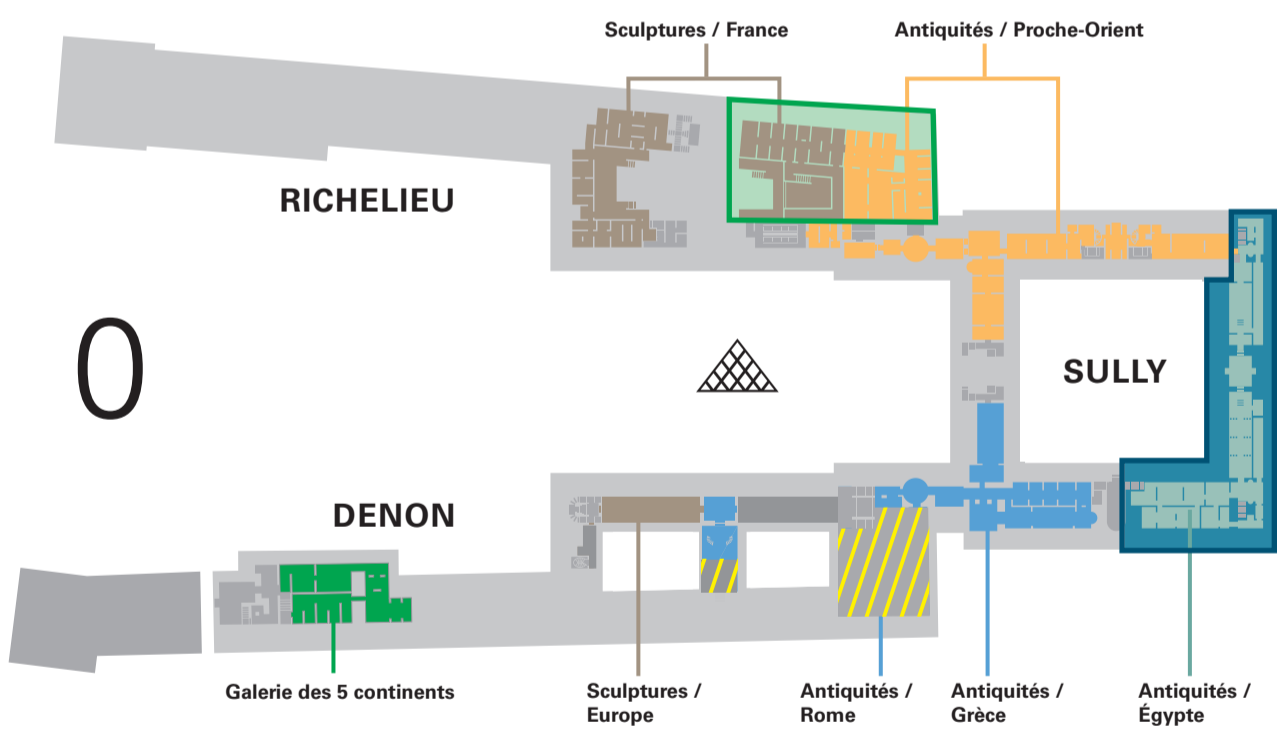 Sculptures / France
Antiquités / Proche-Orient
RICHELIEU
0
SULLY
DENON
Galerie des 5 continents
Sculptures /
Europe
Antiquités /
Rome
Antiquités /
Grèce
Antiquités /
Égypte